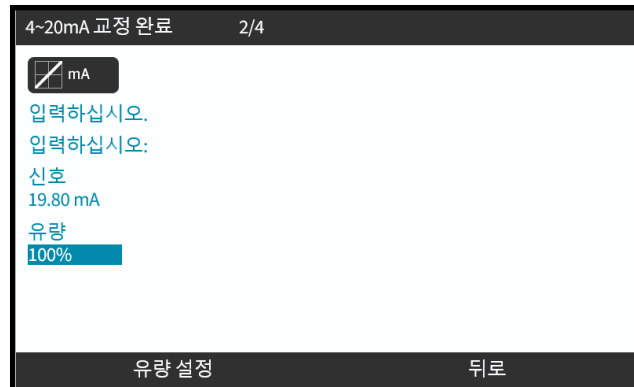 4~20mA 교정 완료 2/4
mA
입력하십시오.
입력하십시오:
신호
19.80 mA
유량
100%
유량 설정 뒤로